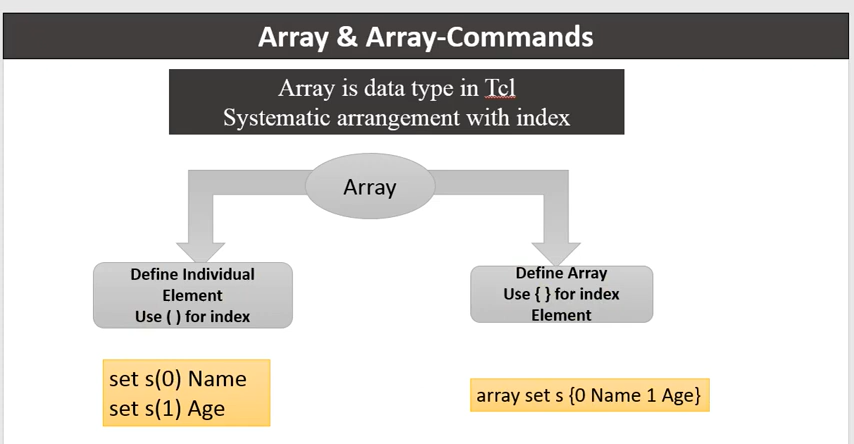 Array & Array-Commands
Array is data type in Tcl
Systematic arrangement with index
Array
Define Individual
Element
Use ( ) for index
Define Array
Use { } for index
Element
set s(0) Name
set s(1) Age
array set s {0 Name 1 Age}